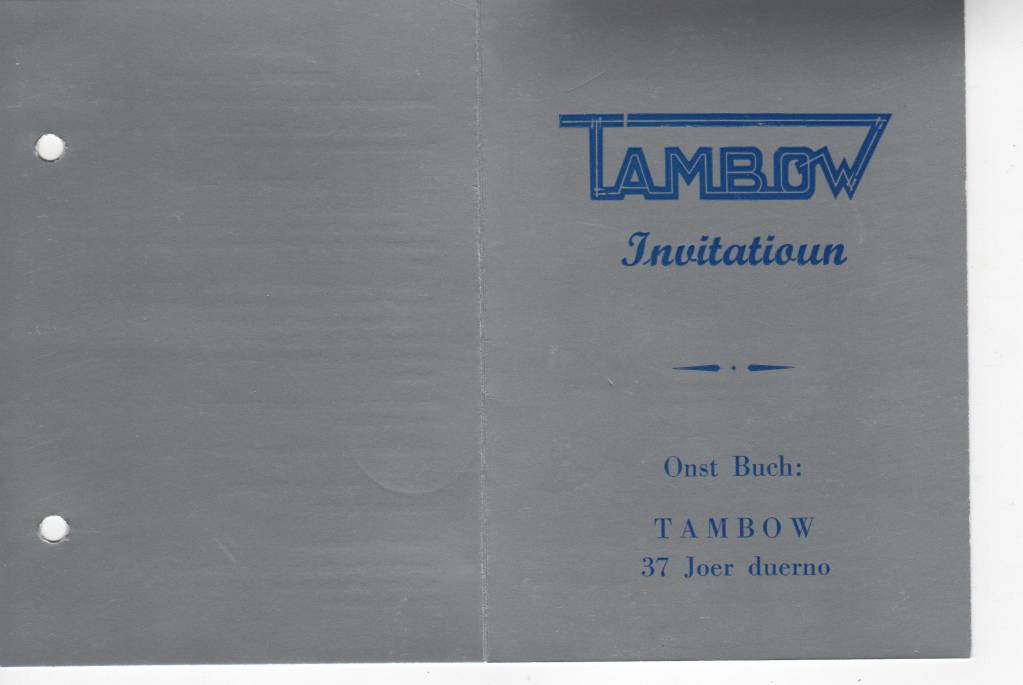 TAMBOW
Invitatioun
Onst Buch:
TAMBOW
37 Joer duerno